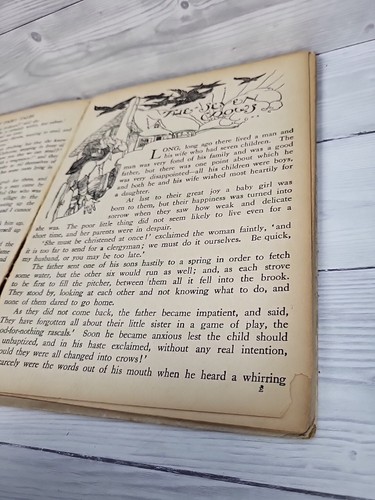 THE SEVEN
CROWS
LONG, long ago there lived a man and
his wife who had seven children. The
man was very fond of his family and was a good
father, but there was one point about which he
was very disappointed—all his children were boys,
and both he and his wife wished most heartily for
a daughter.
At last to their great joy a baby girl was
born to them, but their happiness was turned into
sorrow when they saw how weak and delicate
she was. The poor little thing did not seem likely to live even for a
short time, and her parents were in despair.
'She must be christened at once!' exclaimed the woman faintly, 'and
it is too far to send for a clergyman; we must do it ourselves. Be quick,
my husband, or you may be too late.'
The father sent one of his sons hastily to a spring in order to fetch
some water, but the other six would run as well; and, as each strove
to be first to fill the pitcher, between them all it fell into the brook.
They stood by, looking at each other and not knowing what to do, and
none of them dared to go home.
As they did not come back, the father became impatient, and said,
They have forgotten all about their little sister in a game of play, the
od-for-nothing rascals.' Soon he became anxious lest the child should
unbaptized, and in his haste exclaimed, without any real intention,
ould they were all changed into crows!'
carcely were the words out of his mouth when he heard a whirring